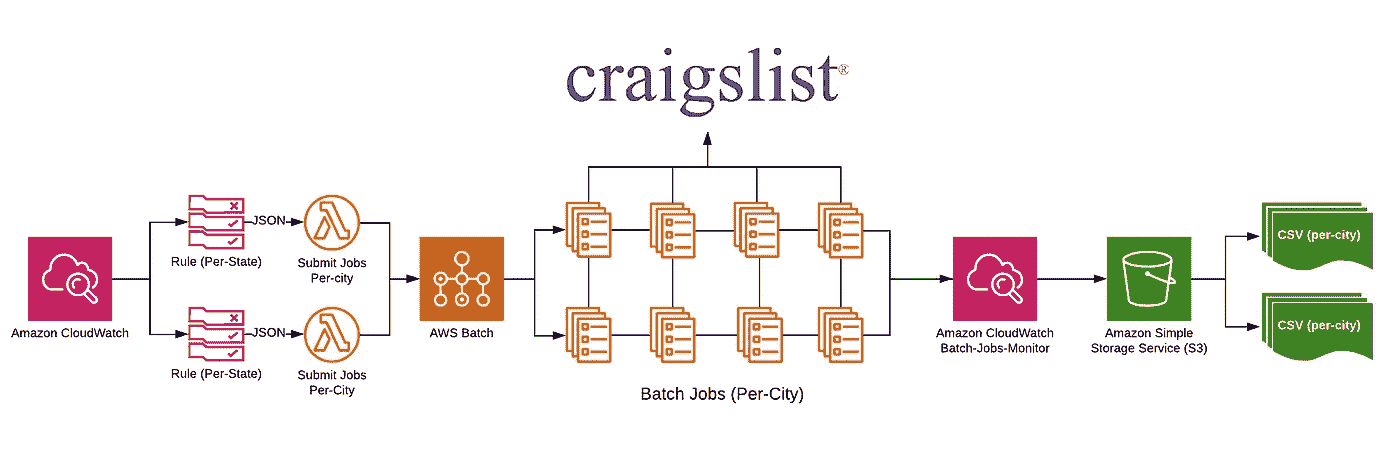 craigslist®
JSON
Rule (Per-State)
Submit Jobs
Per-city
Amazon CloudWatch
JSON
Rule (Per-State)
Submit Jobs
Per-City
AWS Batch
Batch Jobs (Per-City)
Amazon CloudWatch
Batch-Jobs-Monitor
Amazon Simple
Storage Service (S3)
CSV (per-city)
CSV (per-city)